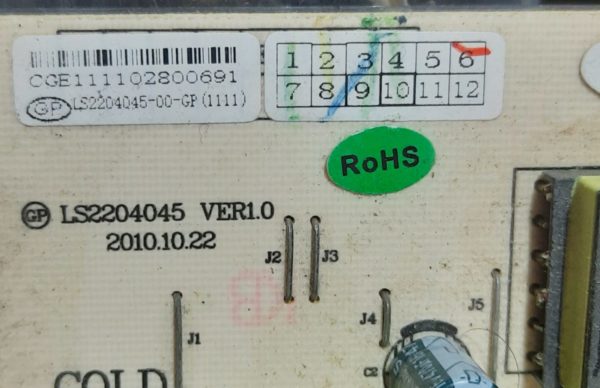 CGE111102800691
GP LS2204045-00-GP(1111)
1 2 3 4 5 6
7 8 9 10 11 12
RoHS
GP LS2204045 VER1.0
2010.10.22
J2 J3
J1
J4
J5
C2
COLD